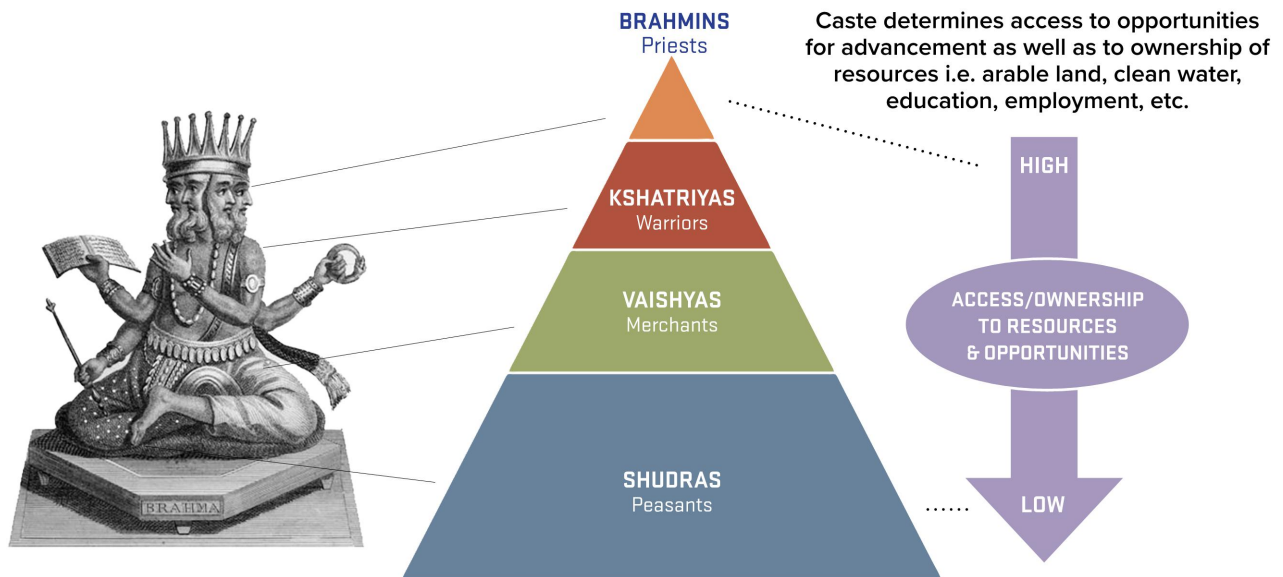 BRAHMINS
Priests
Caste determines access to opportunities
for advancement as well as to ownership of
resources i.e. arable land, clean water,
education, employment, etc.
HIGH
KSHATRIYAS
Warriors
VAISHYAS
Merchants
ACCESS/OWNERSHIP
TO RESOURCES
& OPPORTUNITIES
SHUDRAS
Peasants
LOW
BRAHMA